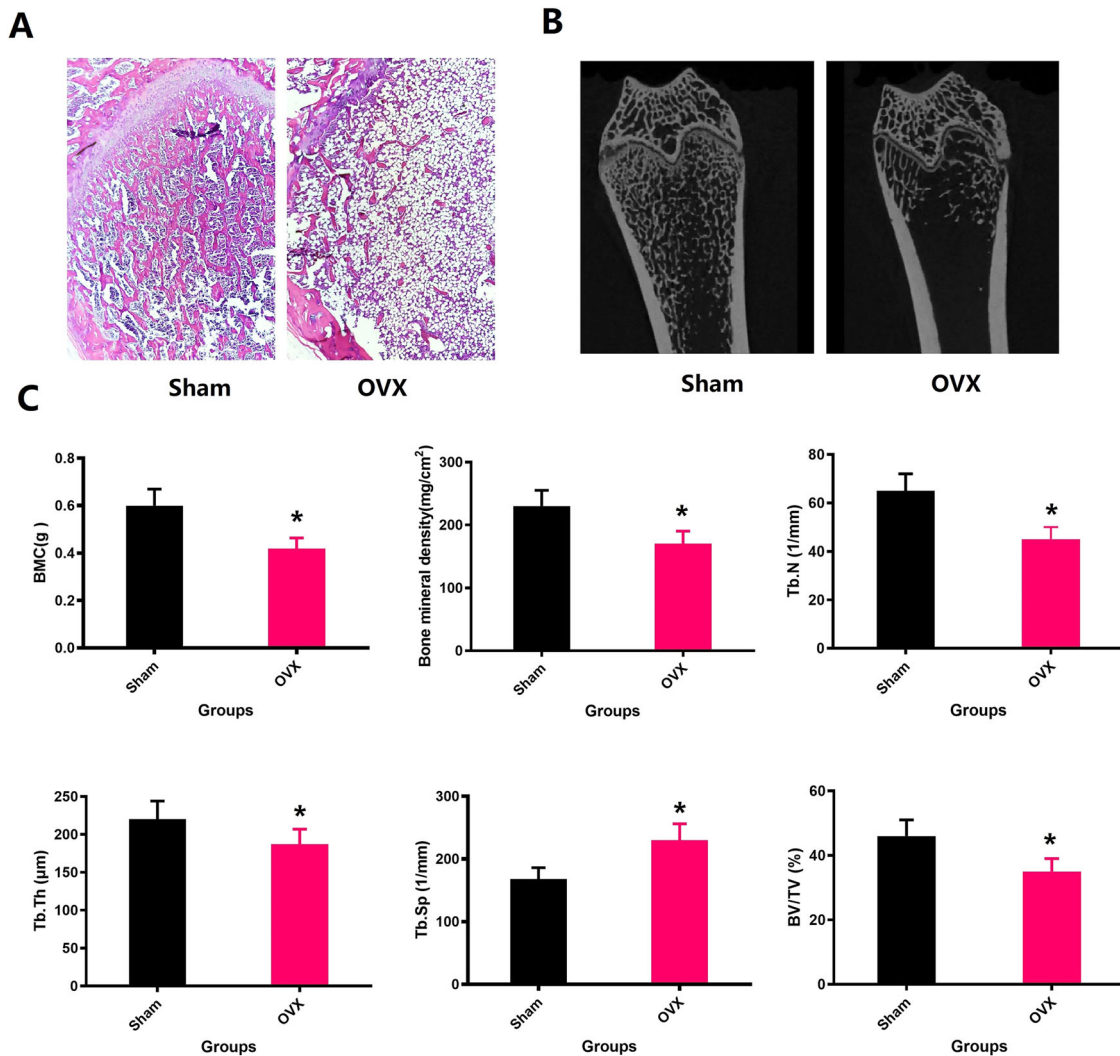 A
B
Sham
OVX
Sham
OVX
C
BMC(g )
0.8
0.6
0.4
0.2
0.0
Sham
OVX
Groups
Bone mineral density(mg/cm²)
300
200
100
0
*
Sham
OVX
Groups
Tb.N (1/mm)
80
60
40
20
0
*
Sham
OVX
Groups
Tb.Th (µm)
250
200
150
100
50
0
*
Sham
OVX
Groups
Tb.Sp (1/mm)
300
200
100
0
*
Sham
OVX
Groups
BV/TV (%)
60
40
20
0
*
Sham
OVX
Groups